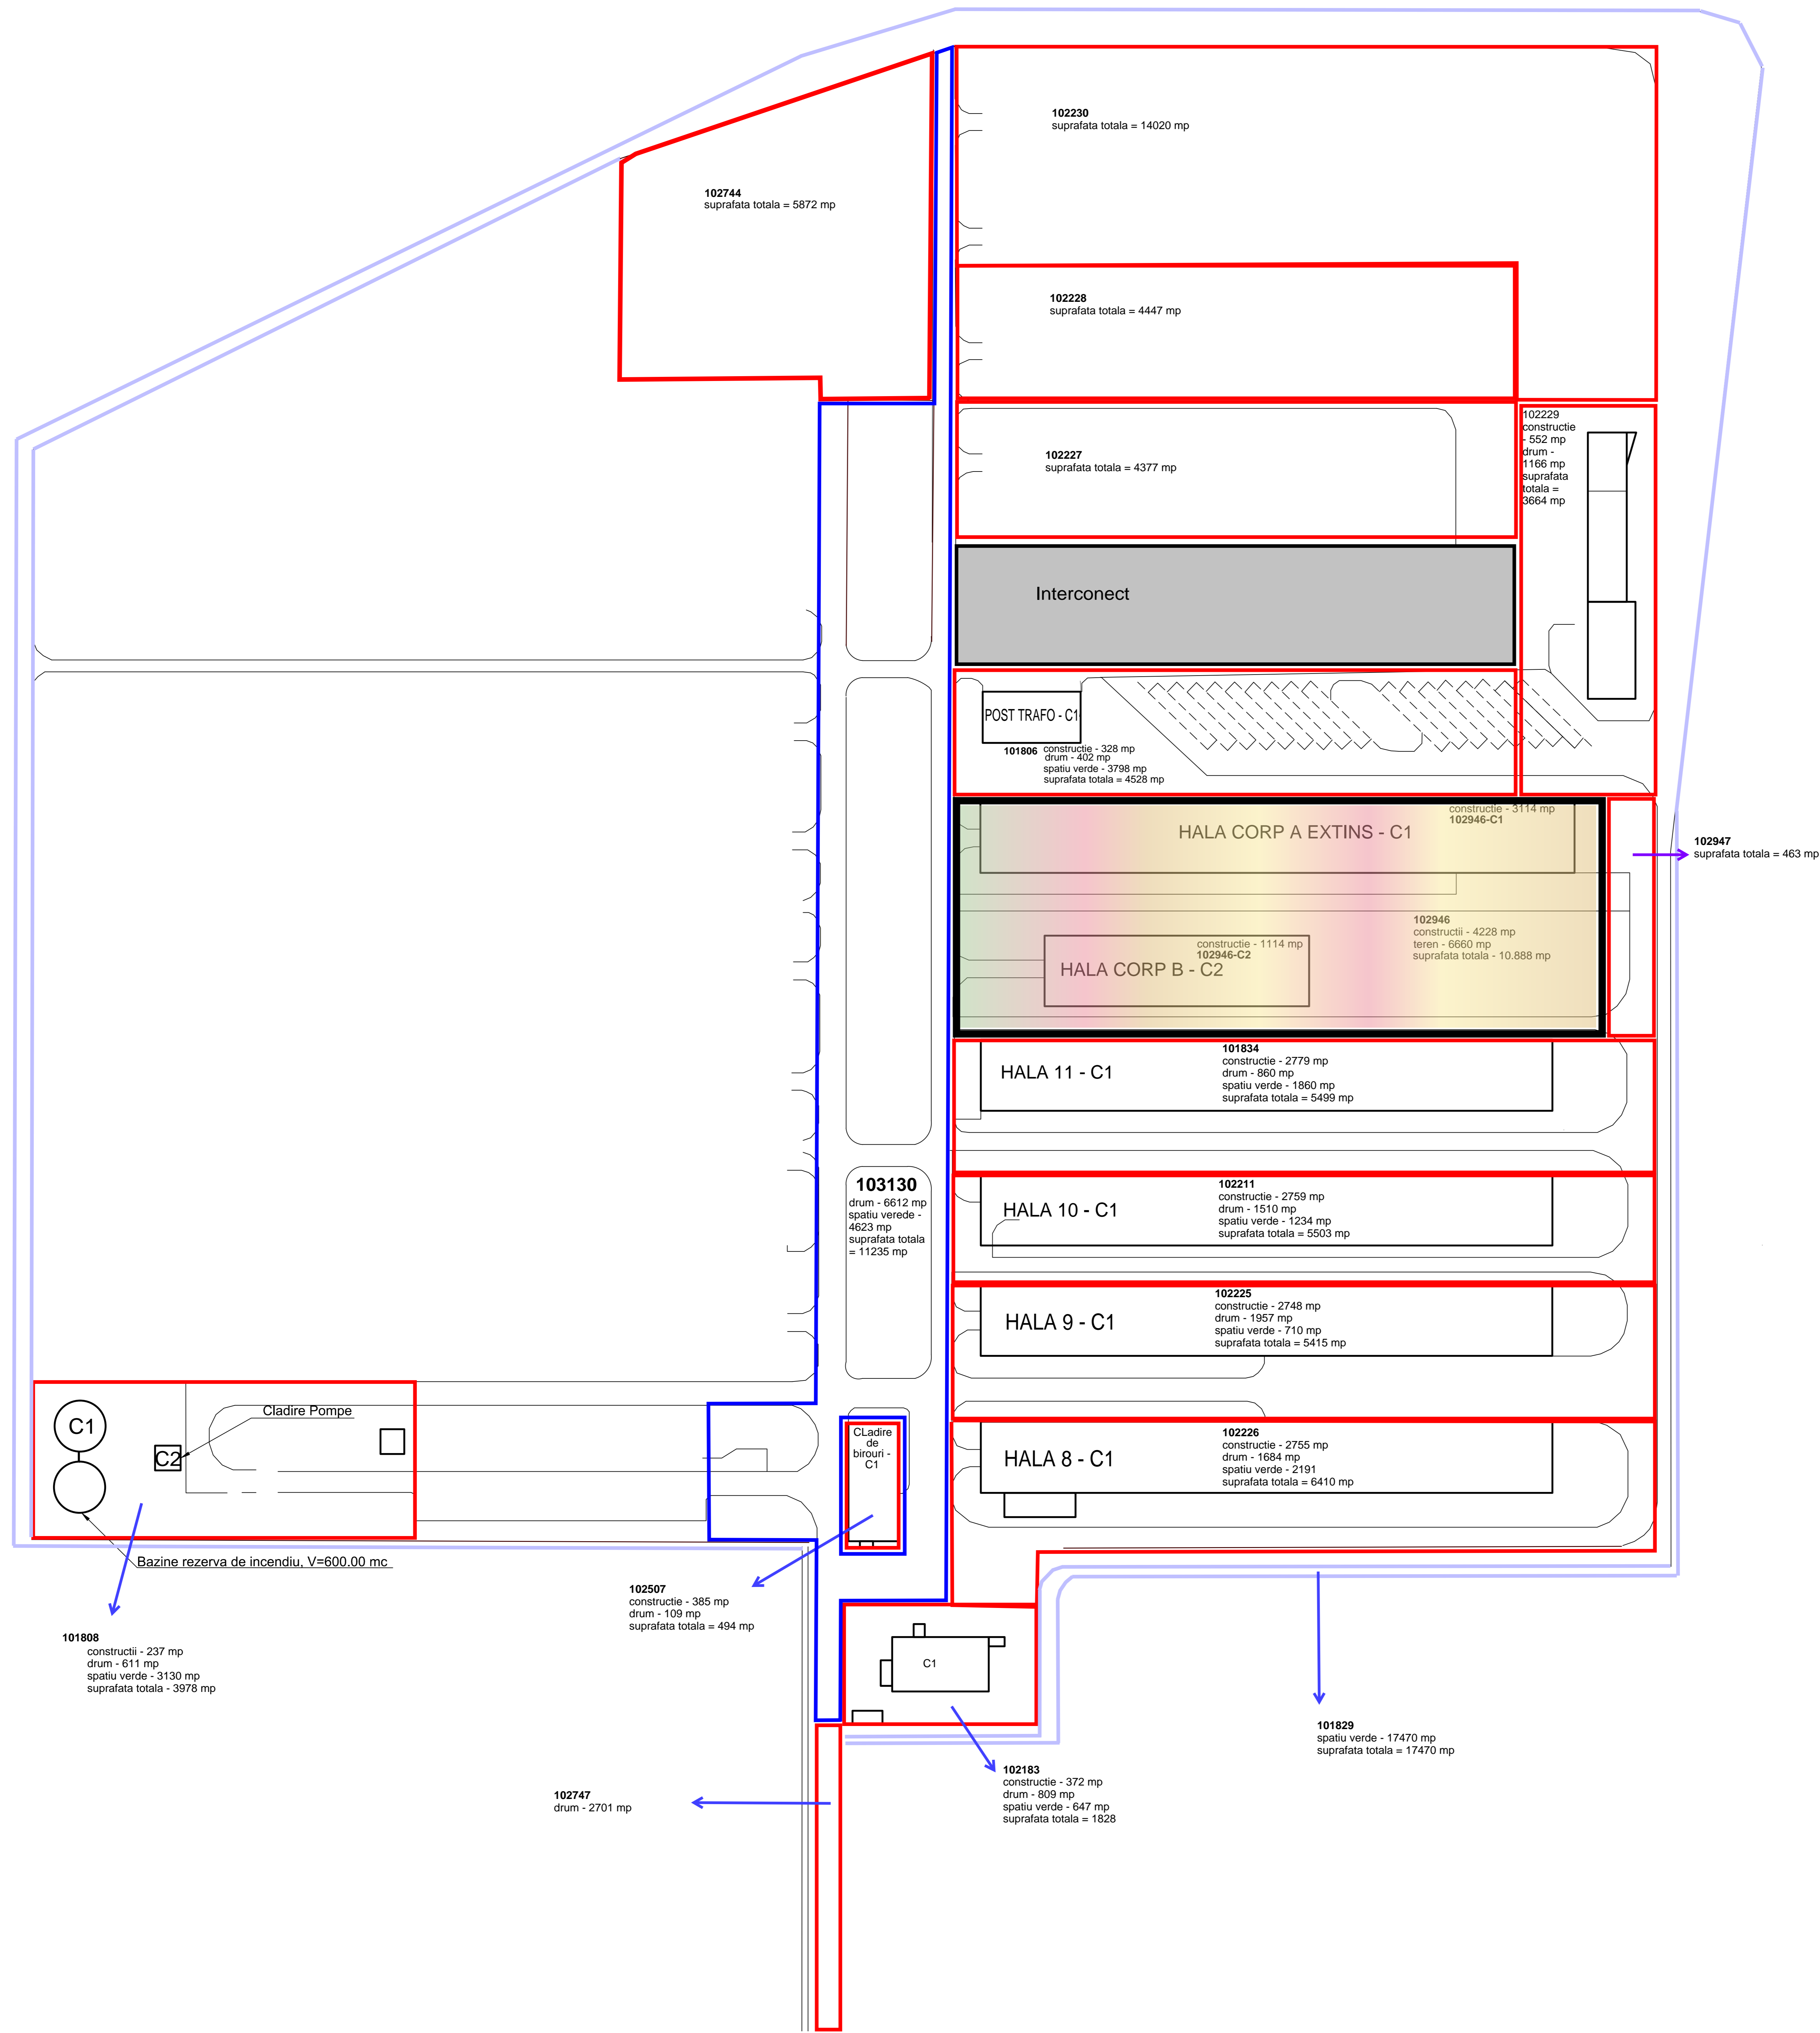 102230
suprafata totala = 14020 mp
102744
suprafata totala = 5872 mp
102228
suprafata totala = 4447 mp
102227
suprafata totala = 4377 mp
102229
constructie
- 552 mp
drum -
1166 mp
suprafata
totala =
3664 mp
Interconect
POST TRAFO - C1
101806
constructie - 328 mp
drum - 402 mp
spatiu verde - 3798 mp
suprafata totala = 4528 mp
constructie - 3114 mp
102946-C1
HALA CORP A EXTINS - C1
102947
suprafata totala = 463 mp
102946
constructii - 4228 mp
teren - 6660 mp
suprafata totala - 10.888 mp
constructie - 1114 mp
102946-C2
HALA CORP B - C2
101834
constructie - 2779 mp
drum - 860 mp
spatiu verde - 1860 mp
suprafata totala = 5499 mp
HALA 11 - C1
103130
drum - 6612 mp
spatiu verede -
4623 mp
suprafata totala
= 11235 mp
102211
constructie - 2759 mp
drum - 1510 mp
spatiu verde - 1234 mp
suprafata totala = 5503 mp
HALA 10 - C1
102225
constructie - 2748 mp
drum - 1957 mp
spatiu verde - 710 mp
suprafata totala = 5415 mp
HALA 9 - C1
C1
Cladire Pompe
C2
CLadire
de
birouri -
C1
102226
constructie - 2755 mp
drum - 1684 mp
spatiu verde - 2191
suprafata totala = 6410 mp
HALA 8 - C1
Bazine rezerva de incendiu, V=600.00 mc
102507
constructie - 385 mp
drum - 109 mp
suprafata totala = 494 mp
101808
constructii - 237 mp
drum - 611 mp
spatiu verde - 3130 mp
suprafata totala - 3978 mp
C1
101829
spatiu verde - 17470 mp
suprafata totala = 17470 mp
102183
constructie - 372 mp
drum - 809 mp
spatiu verde - 647 mp
suprafata totala = 1828
102747
drum - 2701 mp